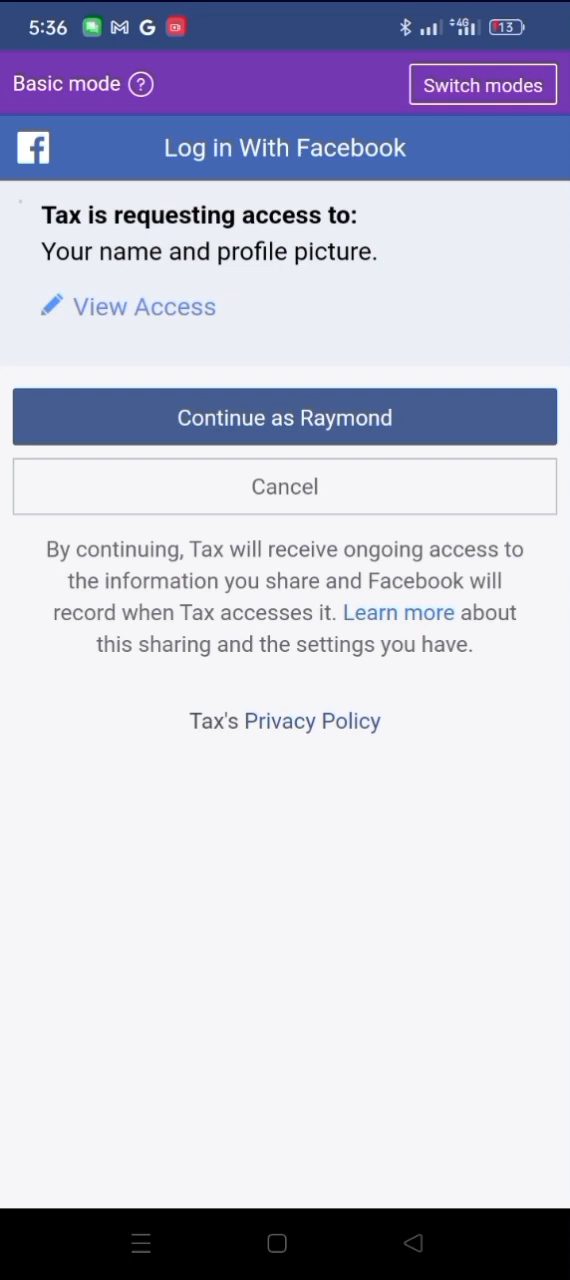 5:36
4G
13
Basic mode ?
Switch modes
Log in With Facebook
Tax is requesting access to:
Your name and profile picture.
View Access
Continue as Raymond
Cancel
By continuing, Tax will receive ongoing access to
the information you share and Facebook will
record when Tax accesses it. Learn more about
this sharing and the settings you have.
Tax's Privacy Policy